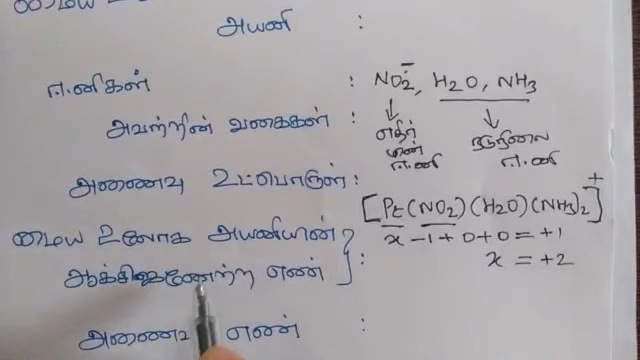 மைய உ
அயனி :
ஈ.னிகள் : NO₂⁻, H2O, NH3
அவற்றின் வகைகள் : எதிர் மின் ஈ.னி நடுநிலை ஈ.னி
அணைவு உட்பொருள் : [Pt(NO2)(H2O)(NH3)2]+
மைய உலோக அயனியின் x -1 + 0 + 0 = +1
ஆக்சிஜனேற்ற எண் : x = +2
அணைவு எண் :